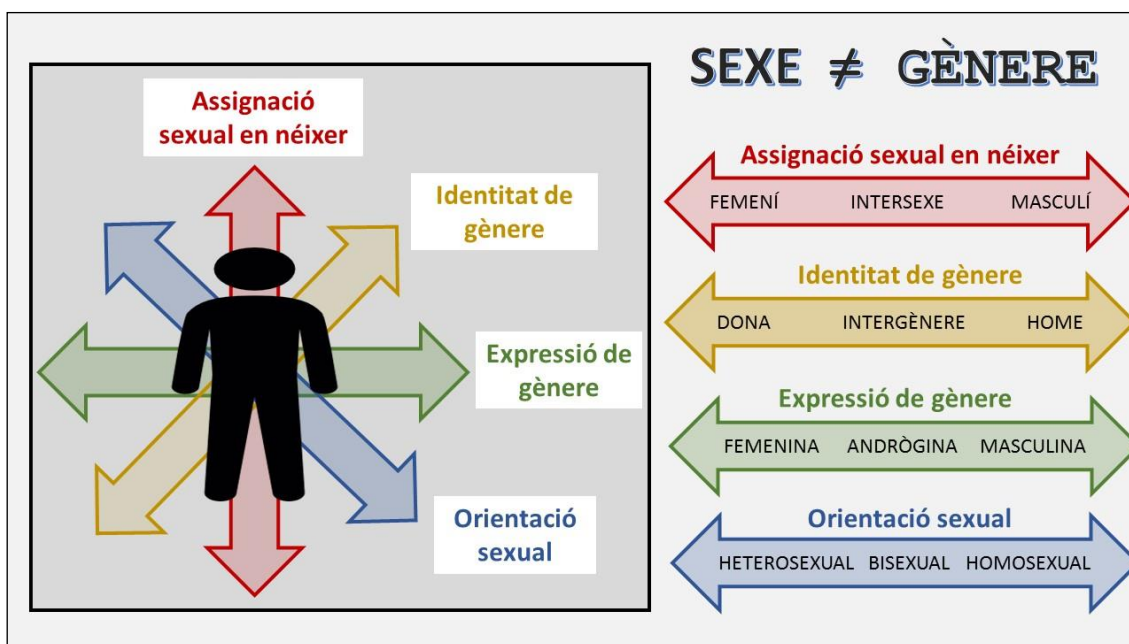 SEXE ≠ GÈNERE
Assignació
sexual en néixer
Identitat de
gènere
Expressió de
gènere
Orientació
sexual
Assignació sexual en néixer
FEMENÍ INTERSEXE MASCULÍ
Identitat de gènere
DONA INTERGÈNERE HOME
Expressió de gènere
FEMENINA ANDRÒGINA MASCULINA
Orientació sexual
HETEROSEXUAL BISEXUAL HOMOSEXUAL